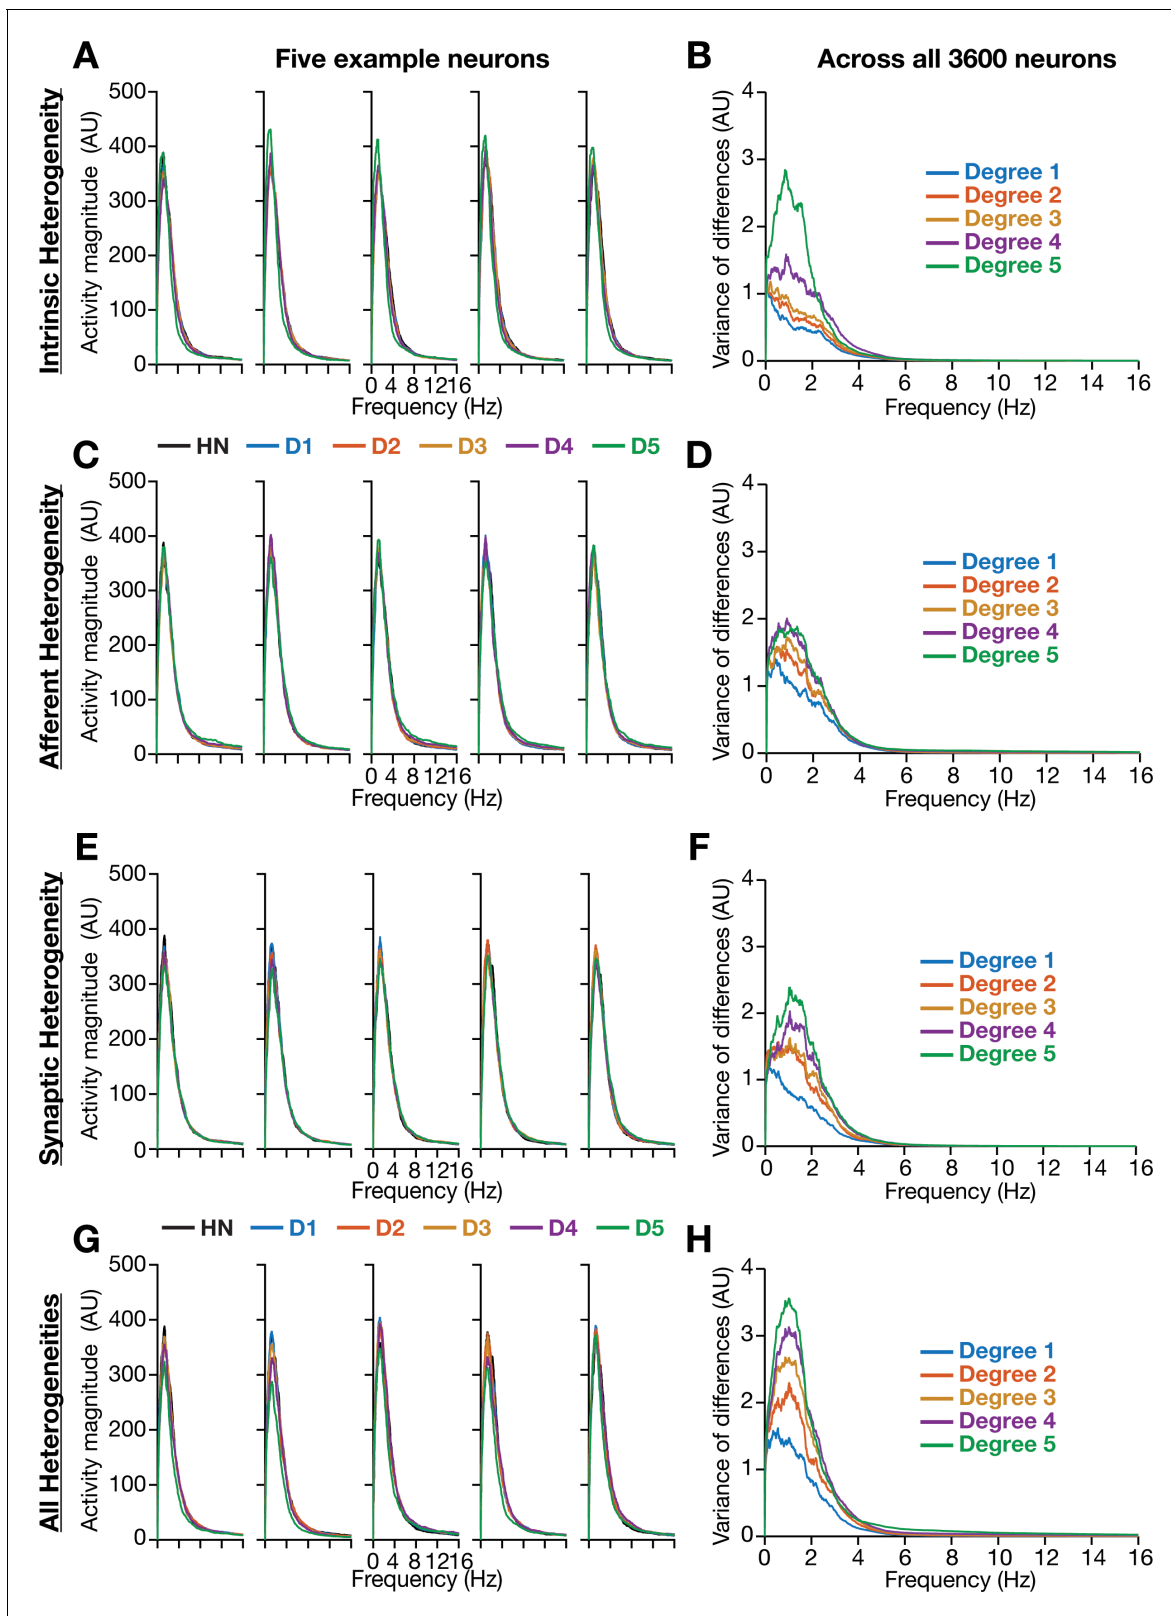 A
Five example neurons
B
Across all 3600 neurons
Intrinsic Heterogeneity
Activity magnitude (AU)
500
400
300
200
100
0
0 4 8 1216
Frequency (Hz)
Variance of differences (AU)
4
3
2
1
0
Degree 1
Degree 2
Degree 3
Degree 4
Degree 5
0 2 4 6 8 10 12 14 16
Frequency (Hz)
HN D1 D2 D3 D4 D5
C
D
Afferent Heterogeneity
Activity magnitude (AU)
500
400
300
200
100
0
0 4 8 1216
Frequency (Hz)
Variance of differences (AU)
4
3
2
1
0
Degree 1
Degree 2
Degree 3
Degree 4
Degree 5
0 2 4 6 8 10 12 14 16
Frequency (Hz)
E
F
Synaptic Heterogeneity
Activity magnitude (AU)
500
400
300
200
100
0
0 4 8 1216
Frequency (Hz)
Variance of differences (AU)
4
3
2
1
0
Degree 1
Degree 2
Degree 3
Degree 4
Degree 5
0 2 4 6 8 10 12 14 16
Frequency (Hz)
HN D1 D2 D3 D4 D5
G
H
All Heterogeneities
Activity magnitude (AU)
500
400
300
200
100
0
0 4 8 1216
Frequency (Hz)
Variance of differences (AU)
4
3
2
1
0
Degree 1
Degree 2
Degree 3
Degree 4
Degree 5
0 2 4 6 8 10 12 14 16
Frequency (Hz)